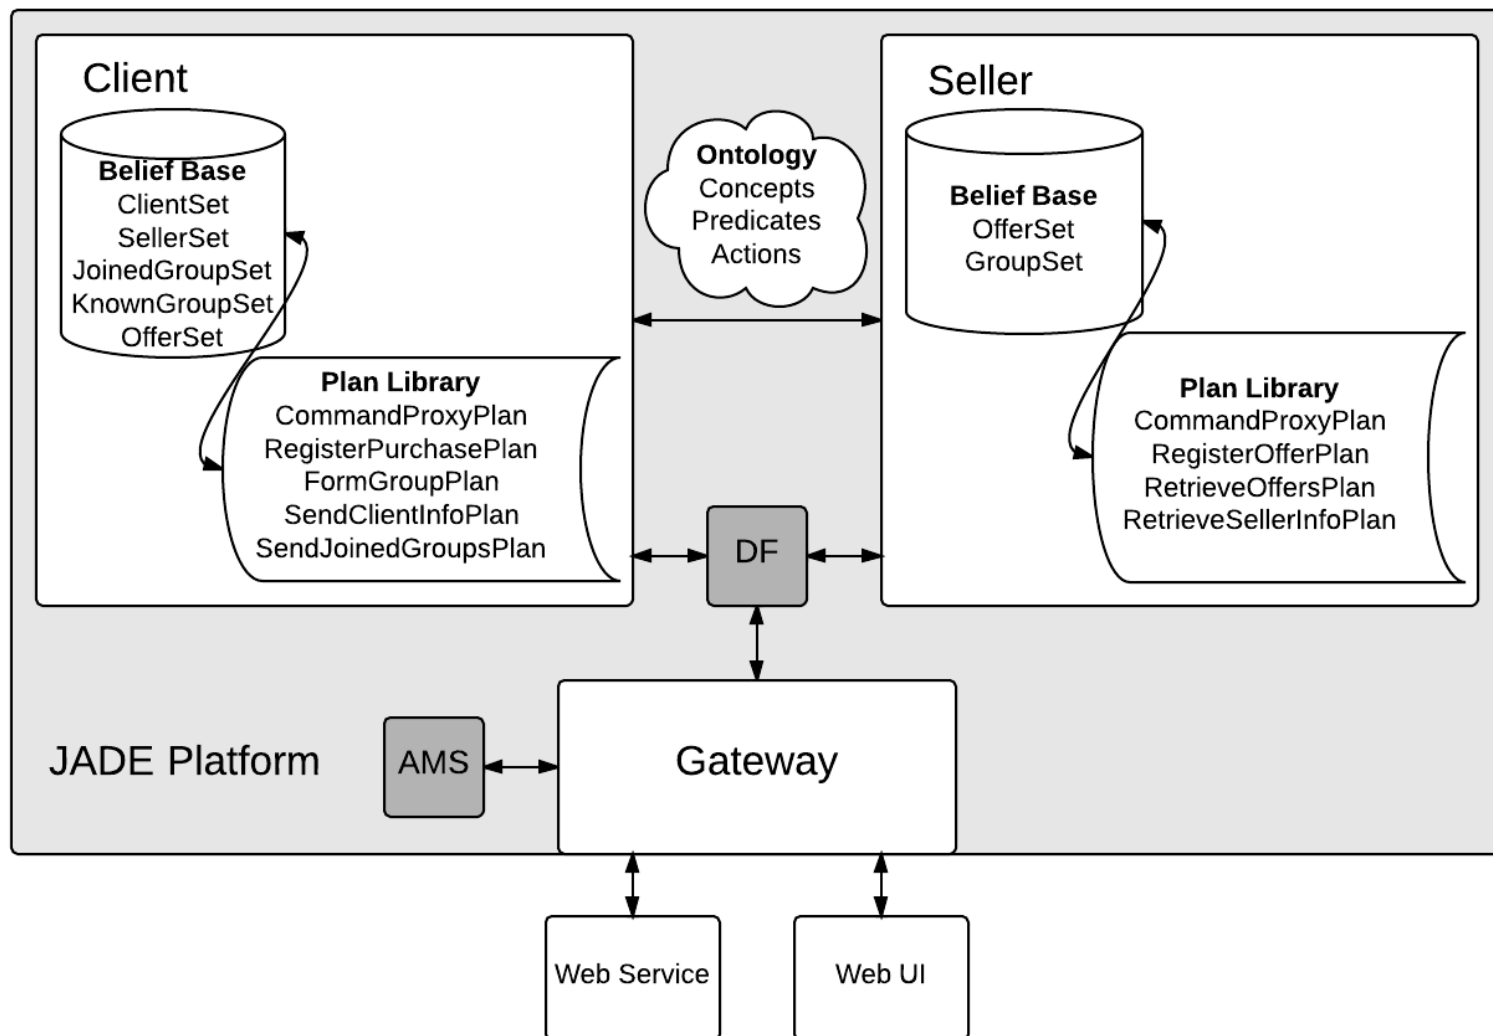 Client
Belief Base
ClientSet
SellerSet
JoinedGroupSet
KnownGroupSet
OfferSet
Plan Library
CommandProxyPlan
RegisterPurchasePlan
FormGroupPlan
SendClientInfoPlan
SendJoinedGroupsPlan
Ontology
Concepts
Predicates
Actions
Seller
Belief Base
OfferSet
GroupSet
Plan Library
CommandProxyPlan
RegisterOfferPlan
RetrieveOffersPlan
RetrieveSellerInfoPlan
DF
JADE Platform
AMS
Gateway
Web Service
Web UI